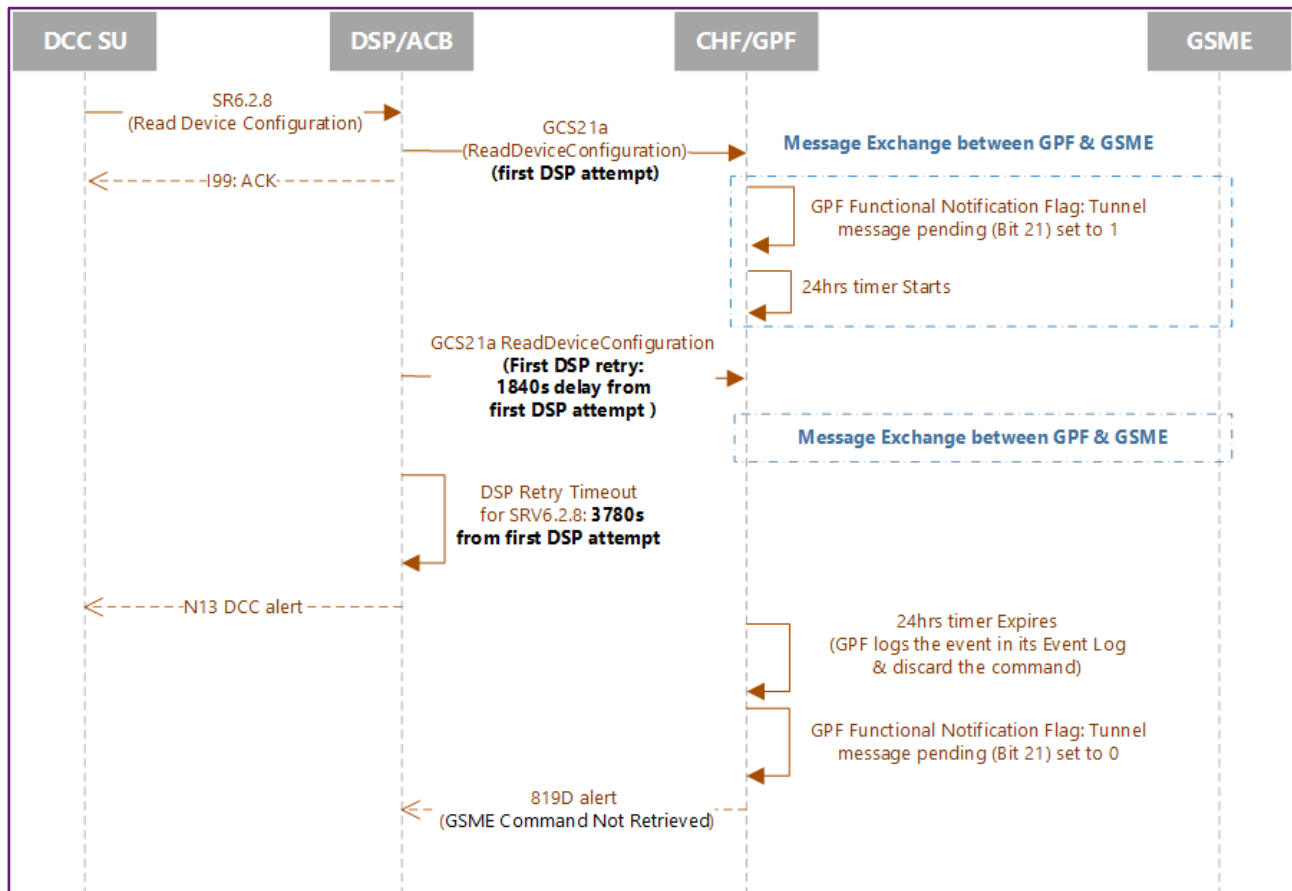 DCC SU
DSP/ACB
CHF/GPF
GSME
SR6.2.8
(Read Device Configuration)
GCS21a
(ReadDeviceConfiguration)
(first DSP attempt)
Message Exchange between GPF & GSME
I99: ACK
GPF Functional Notification Flag: Tunnel
message pending (Bit 21) set to 1
24hrs timer Starts
GCS21a ReadDeviceConfiguration
(First DSP retry:
1840s delay from
first DSP attempt )
Message Exchange between GPF & GSME
DSP Retry Timeout
for SRV6.2.8: 3780s
from first DSP attempt
N13 DCC alert
24hrs timer Expires
(GPF logs the event in its Event Log
& discard the command)
GPF Functional Notification Flag: Tunnel
message pending (Bit 21) set to 0
819D alert
(GSME Command Not Retrieved)